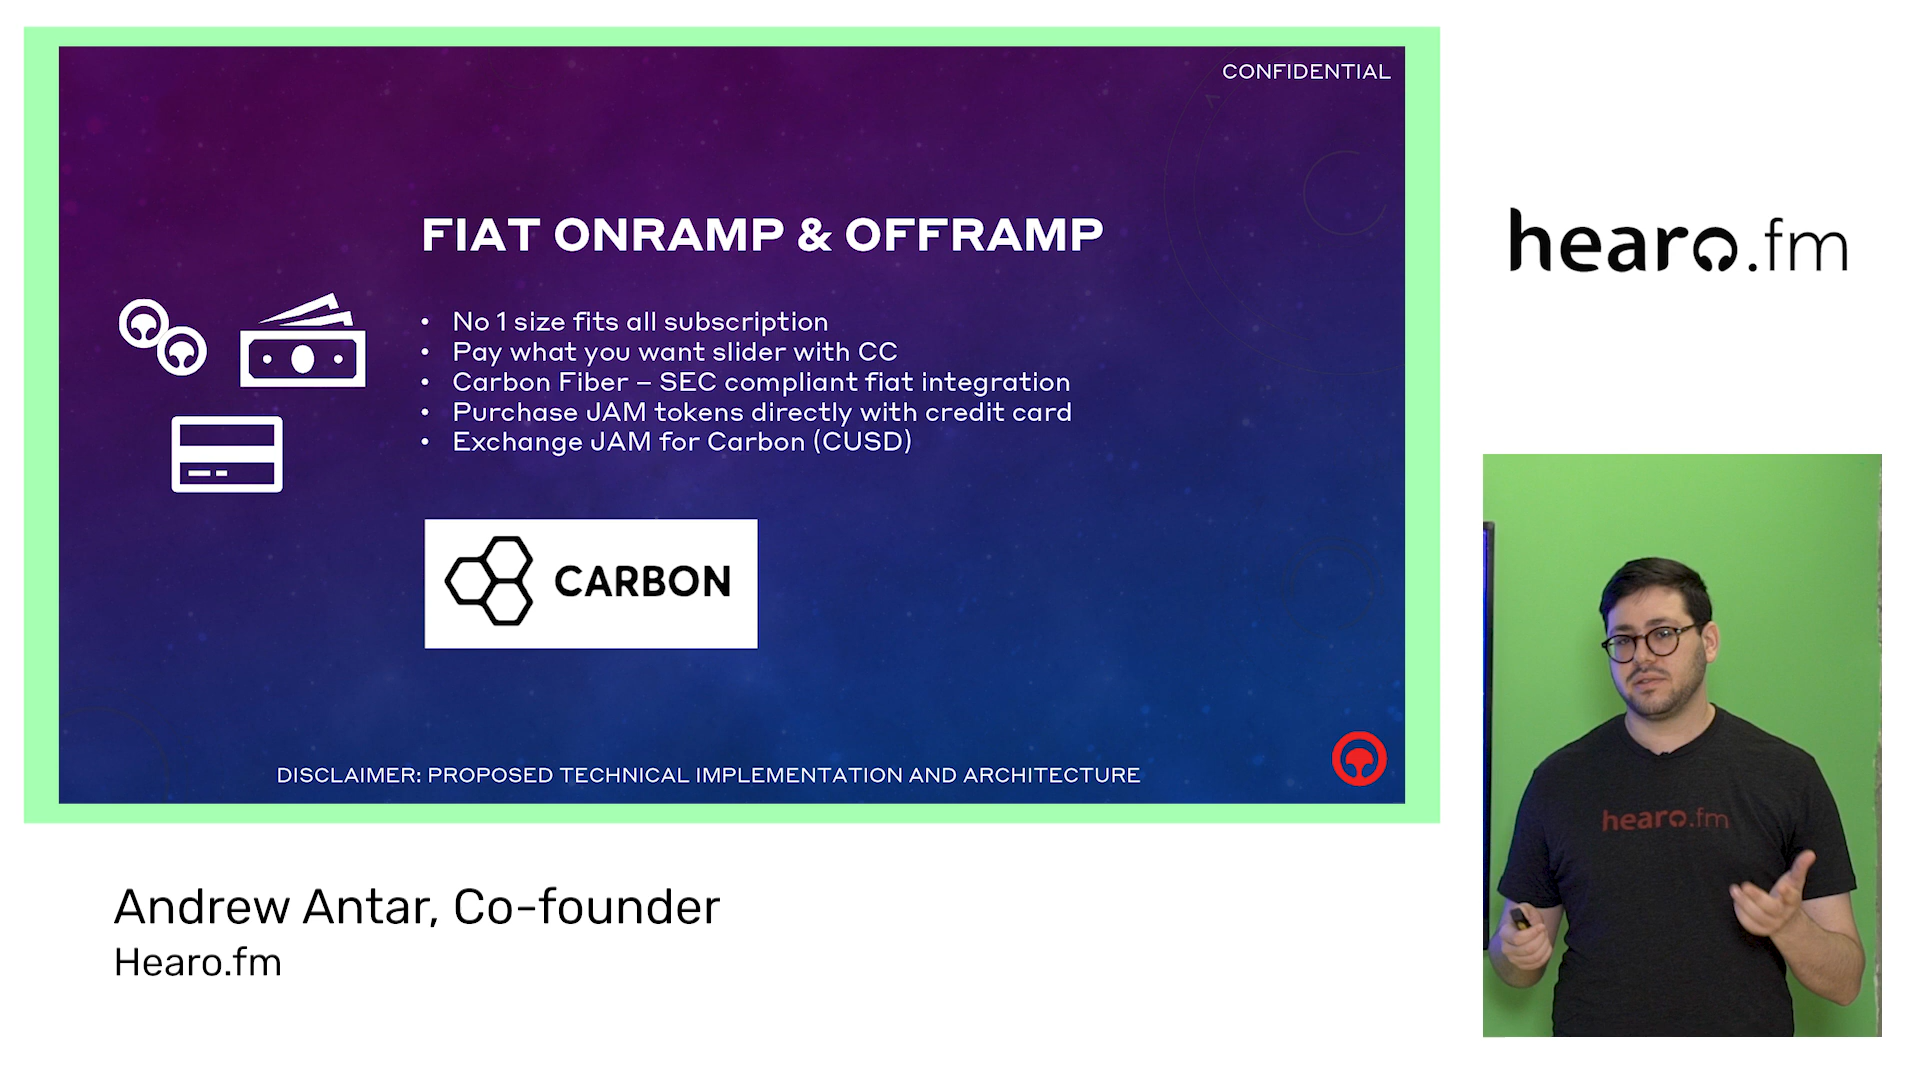 CONFIDENTIAL
FIAT ONRAMP & OFFRAMP
• No 1 size fits all subscription
• Pay what you want slider with CC
• Carbon Fiber – SEC compliant fiat integration
• Purchase JAM tokens directly with credit card
• Exchange JAM for Carbon (CUSD)
CARBON
DISCLAIMER: PROPOSED TECHNICAL IMPLEMENTATION AND ARCHITECTURE
hearo.fm
hearo.fm
Andrew Antar, Co-founder
Hearo.fm